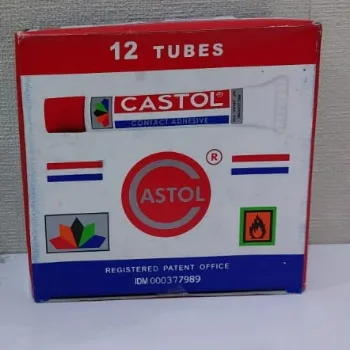 12 TUBES
CASTOL®
CONTACT ADHESIVE
®
CASTOL
REGISTERED PATENT OFFICE
IDM 000377989